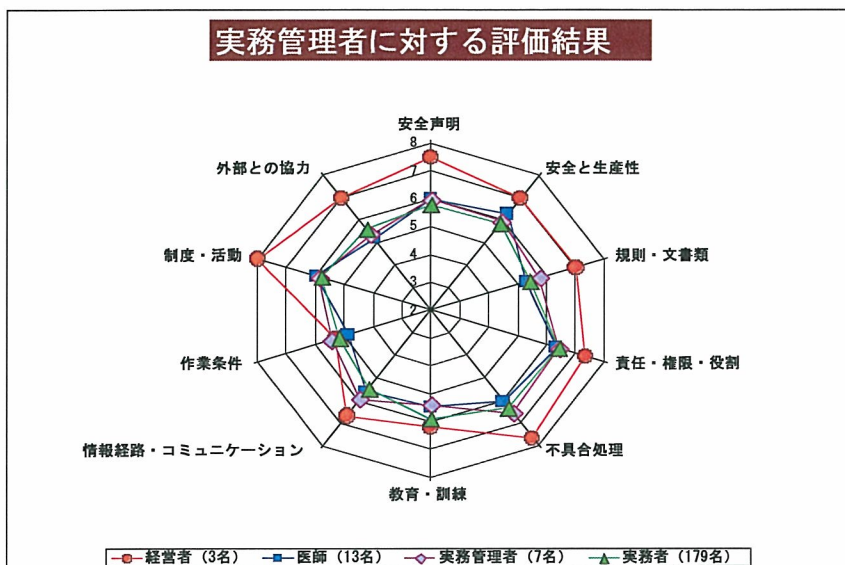 実務管理者に対する評価結果
安全声明
外部との協力
安全と生産性
制度・活動
規則・文書類
作業条件
責任・権限・役割
情報経路・コミュニケーション
不具合処理
教育・訓練
8
7
6
5
4
3
2
経営者（3名） 医師（13名） 実務管理者（7名） 実務者（179名）